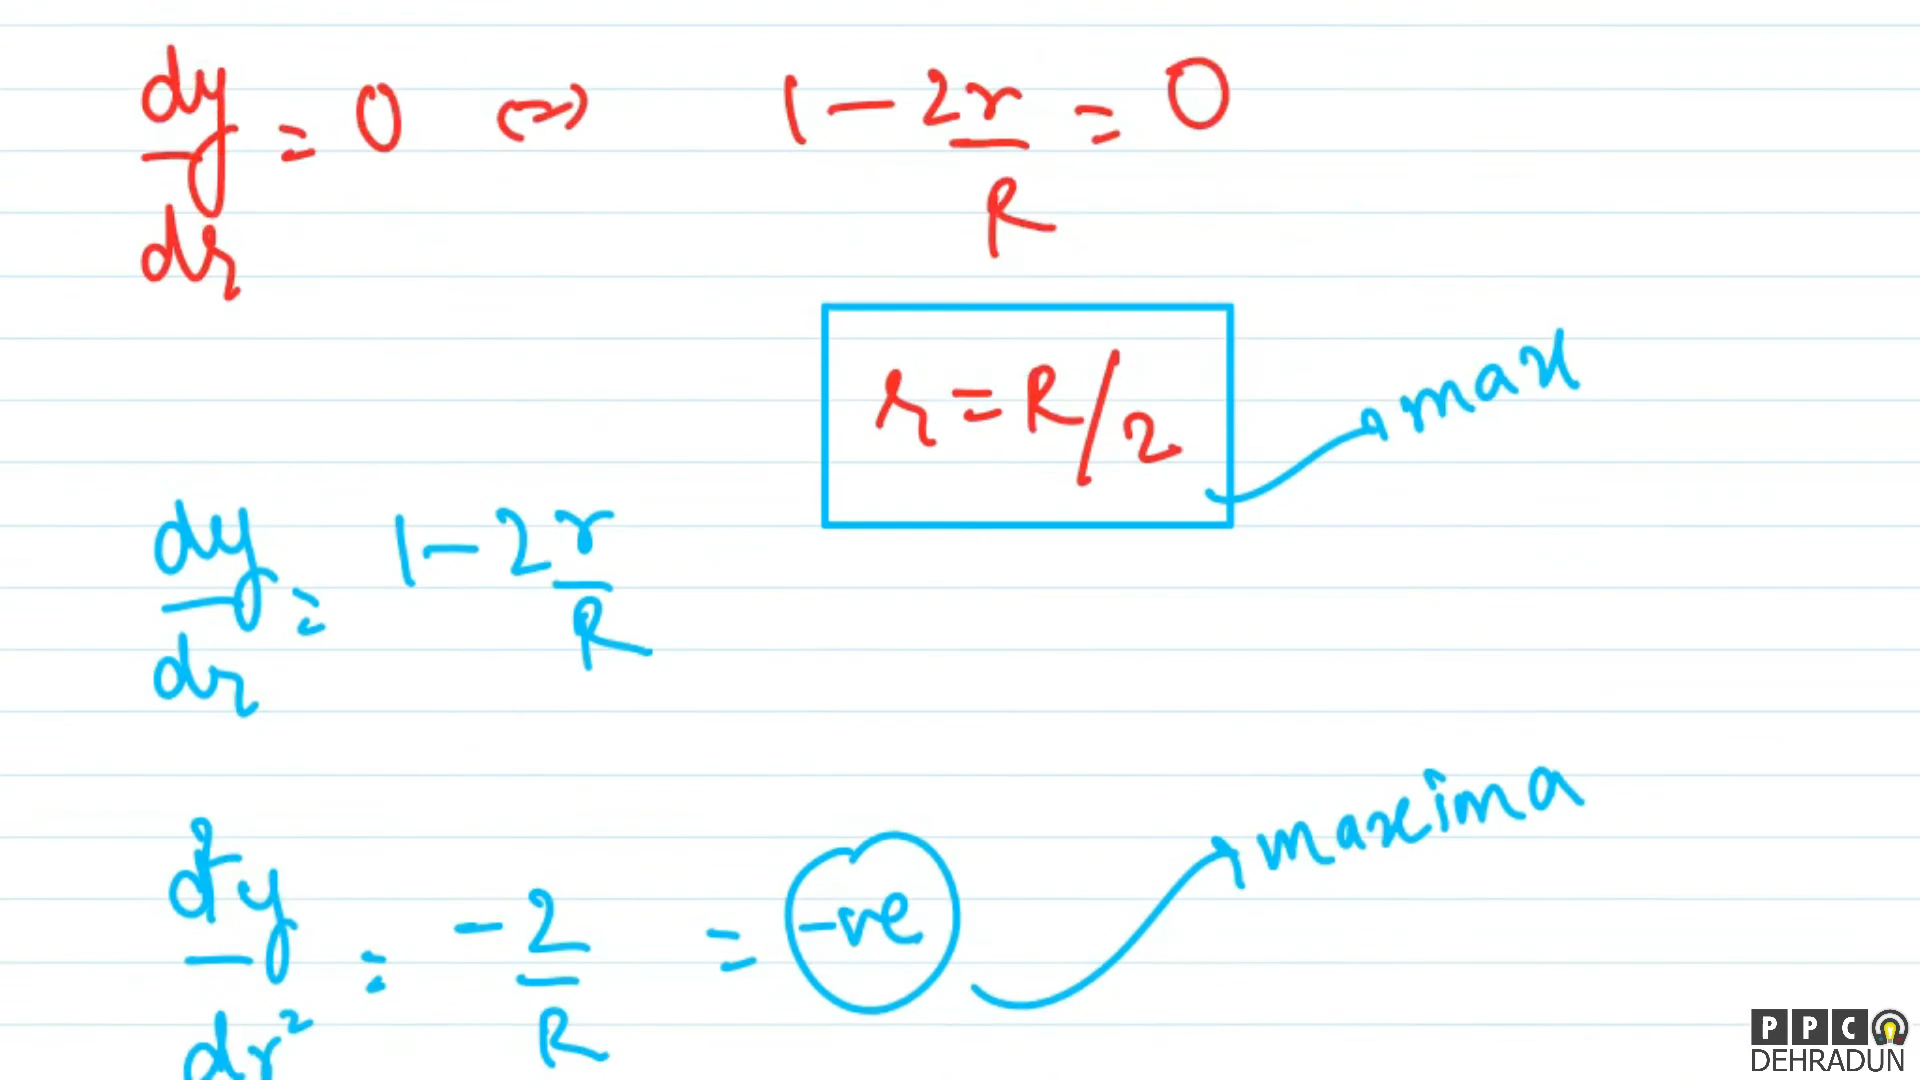 dy/dr = 0 ⇔ 1 - 2r/R = 0
r = R/2 → max
dy/dr = 1 - 2r/R
d²y/dr² = -2/R = -ve → maxima
PPC
DEHRADUN